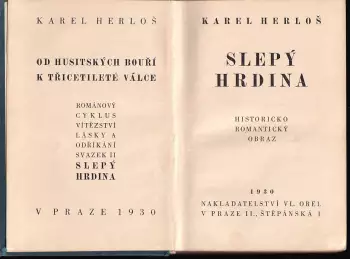 KAREL HERLOŠ
OD HUSITSKÝCH BOUŘÍ
K TŘICETILETÉ VÁLCE
ROMÁNOVÝ
CYKLUS
VÍTĚZSTVÍ
LÁSKY A
ODŘÍKÁNÍ
SVAZEK II
SLEPÝ
HRDINA
V PRAZE 1930
KAREL HERLOŠ
SLEPÝ
HRDINA
HISTORICKO
ROMANTICKÝ
OBRAZ
1930
NAKLADATELSTVÍ VL. OREL
V PRAZE II., ŠTĚPÁNSKÁ 1